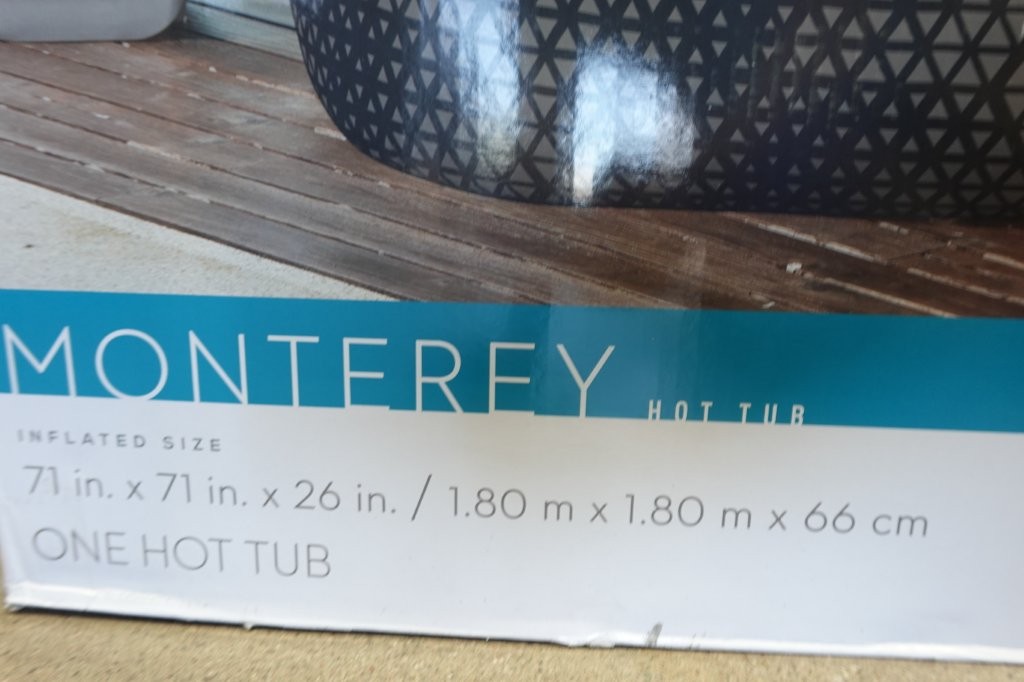 MONTEREY HOT TUB
INFLATED SIZE
71 in. x 71 in. x 26 in. / 1.80 m x 1.80 m x 66 cm
ONE HOT TUB